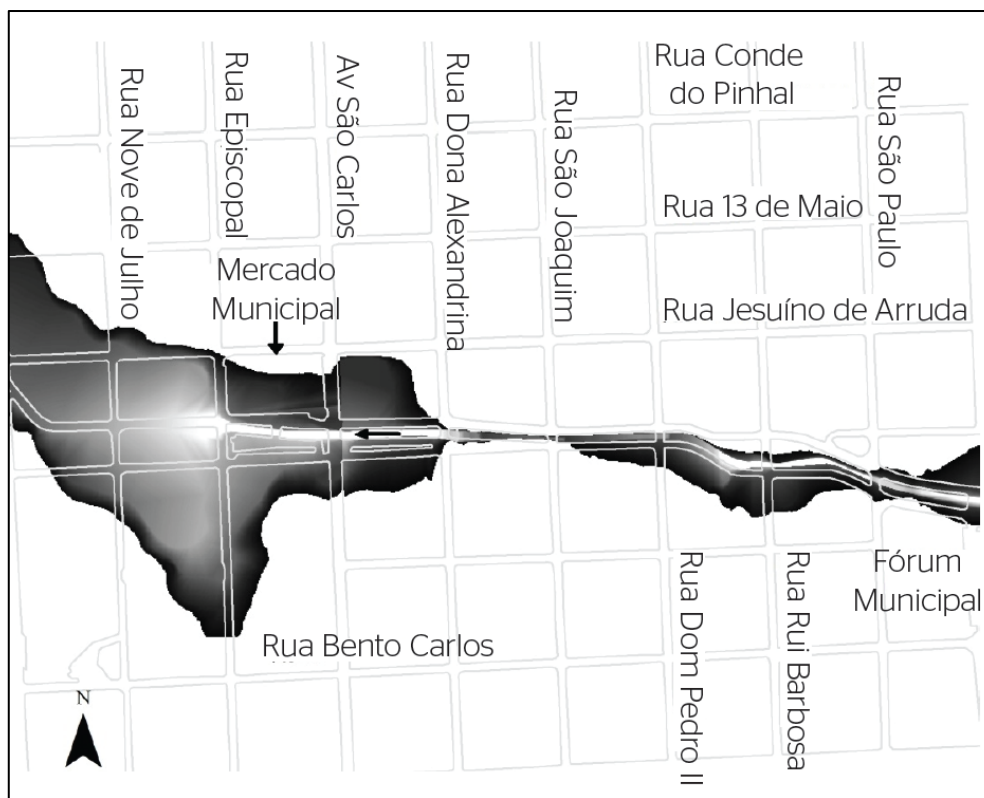 Rua Conde
do Pinhal
Rua Nove de Julho
Rua Episcopal
Av São Carlos
Rua Dona Alexandrina
Rua São Joaquim
Rua São Paulo
Rua 13 de Maio
Mercado
Municipal
Rua Jesuíno de Arruda
Fórum
Municipal
Rua Bento Carlos
Rua Dom Pedro II
Rua Rui Barbosa
N